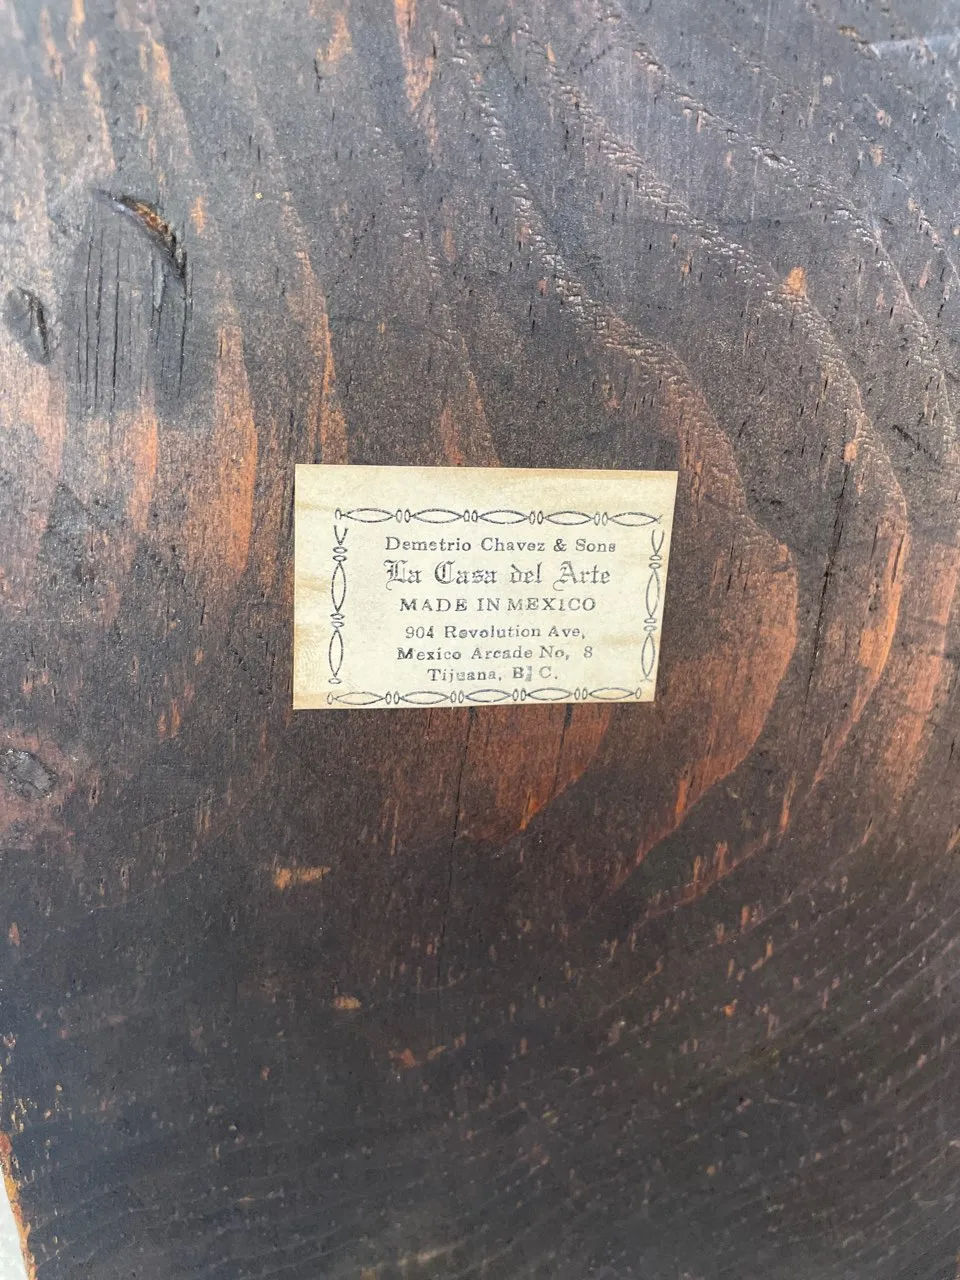 Demetrio Chavez & Sons
La Casa del Arte
MADE IN MEXICO
904 Revolution Ave,
Mexico Arcade No, 8
Tijuana, B. C.